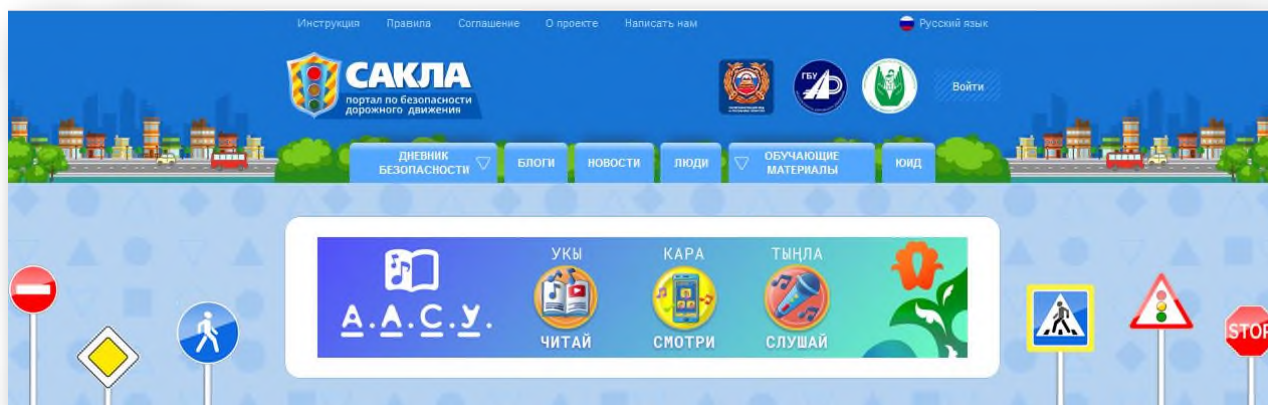 Инструкция Правила Соглашение О проекте Написать нам Русский язык
САКЛА
портал по безопасности
дорожного движения
ГБУ
Войти
ДНЕВНИК
БЕЗОПАСНОСТИ
БЛОГИ
НОВОСТИ
ЛЮДИ
ОБУЧАЮЩИЕ
МАТЕРИАЛЫ
ЮИД
А.А.С.У.
УКЫ КАРА ТЫҢЛА
ЧИТАЙ СМОТРИ СЛУШАЙ
STOP